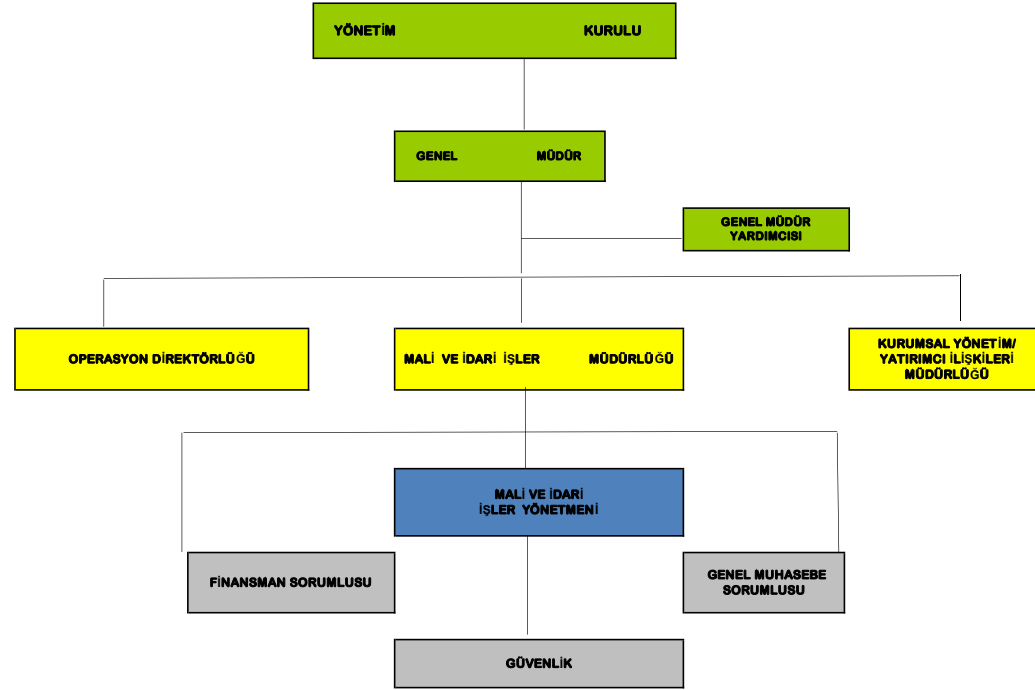 YÖNETİM KURULU
GENEL MÜDÜR
GENEL MÜDÜR
YARDIMCISI
OPERASYON DİREKTÖRLÜĞÜ
MALİ VE İDARİ İŞLER MÜDÜRLÜĞÜ
KURUMSAL YÖNETİM/
YATIRIMCI İLİŞKİLERİ
MÜDÜRLÜĞÜ
MALİ VE İDARİ
İŞLER YÖNETMENİ
FİNANSMAN SORUMLUSU
GENEL MUHASEBE
SORUMLUSU
GÜVENLİK